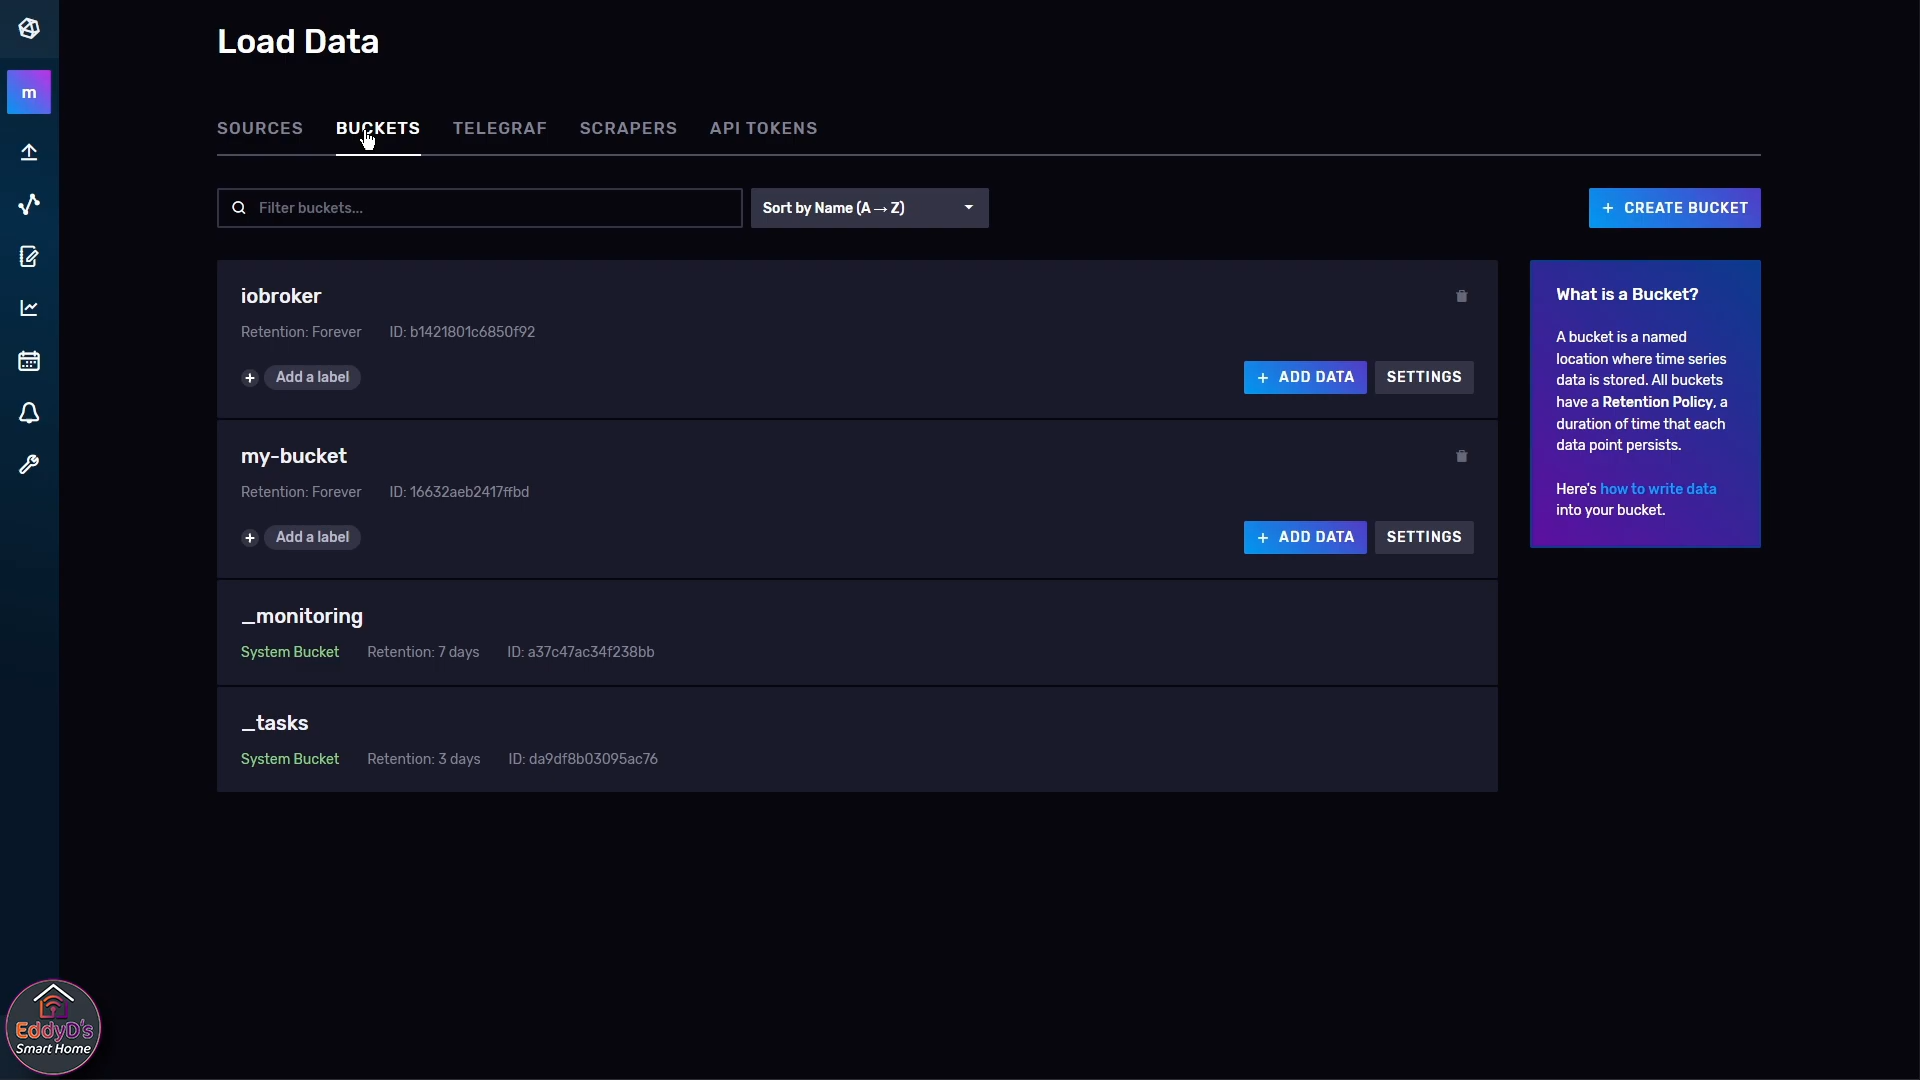 Load Data
m
SOURCES BUCKETS TELEGRAF SCRAPERS API TOKENS
Filter buckets...
Sort by Name (A→Z)
+ CREATE BUCKET
iobroker
Retention: Forever ID: b1421801c6850f92
+ Add a label
+ ADD DATA SETTINGS
my-bucket
Retention: Forever ID: 16632aeb2417ffbd
+ Add a label
+ ADD DATA SETTINGS
_monitoring
System Bucket Retention: 7 days ID: a37c47ac34f238bb
_tasks
System Bucket Retention: 3 days ID: da9df8b03095ac76
What is a Bucket?
A bucket is a named
location where time series
data is stored. All buckets
have a Retention Policy, a
duration of time that each
data point persists.
Here's how to write data
into your bucket.
EddyD's
Smart Home